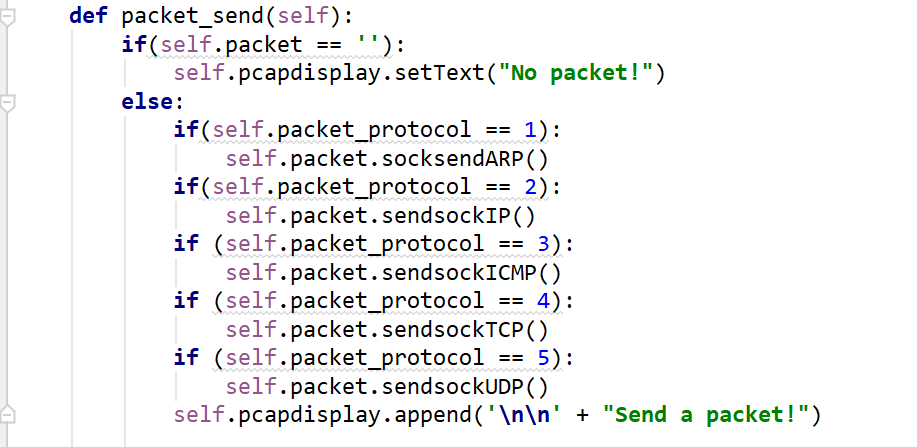 def packet_send(self):
    if(self.packet == ''):
        self.pcapdisplay.setText("No packet!")
    else:
        if(self.packet_protocol == 1):
            self.packet.socksendARP()
        if(self.packet_protocol == 2):
            self.packet.sendsockIP()
        if (self.packet_protocol == 3):
            self.packet.sendsockICMP()
        if (self.packet_protocol == 4):
            self.packet.sendsockTCP()
        if (self.packet_protocol == 5):
            self.packet.sendsockUDP()
        self.pcapdisplay.append('\n\n' + "Send a packet!")